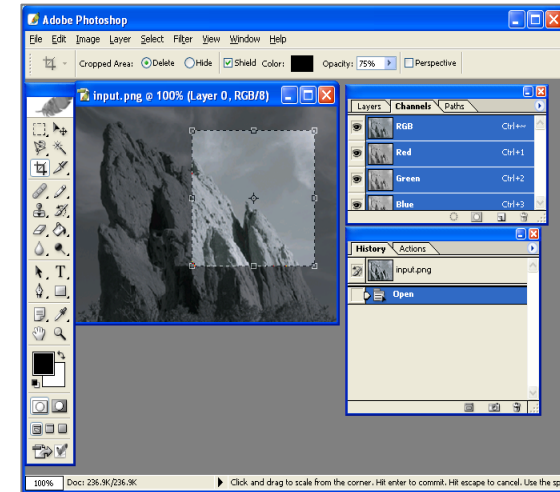 Adobe Photoshop
File Edit Image Layer Select Filter View Window Help
Cropped Area: Delete Hide Shield Color: Opacity: 75% Perspective
input.png @ 100% (Layer 0, RGB/8)
Layers Channels Paths
RGB Ctrl+~
Red Ctrl+1
Green Ctrl+2
Blue Ctrl+3
History Actions
input.png
Open
T
100% Doc: 236.9K/236.9K Click and drag to scale from the corner. Hit enter to commit. Hit escape to cancel. Use the